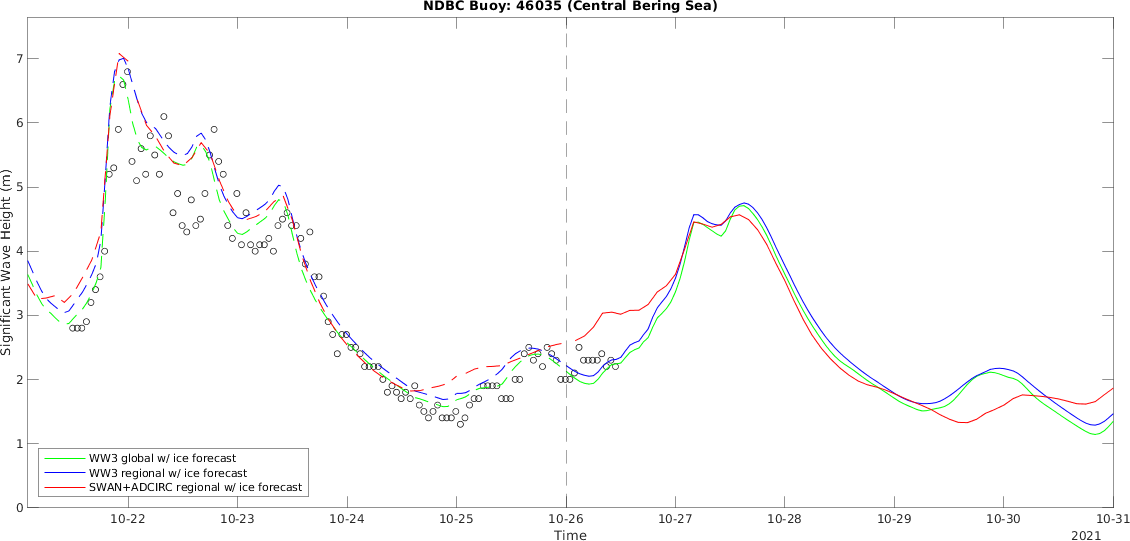 NDBC Buoy: 46035 (Central Bering Sea)
Significant Wave Height (m)
7
6
5
4
3
2
1
0
WW3 global w/ ice forecast
WW3 regional w/ ice forecast
SWAN+ADCIRC regional w/ ice forecast
10-22 10-23 10-24 10-25 10-26 10-27 10-28 10-29 10-30 10-31
Time
2021